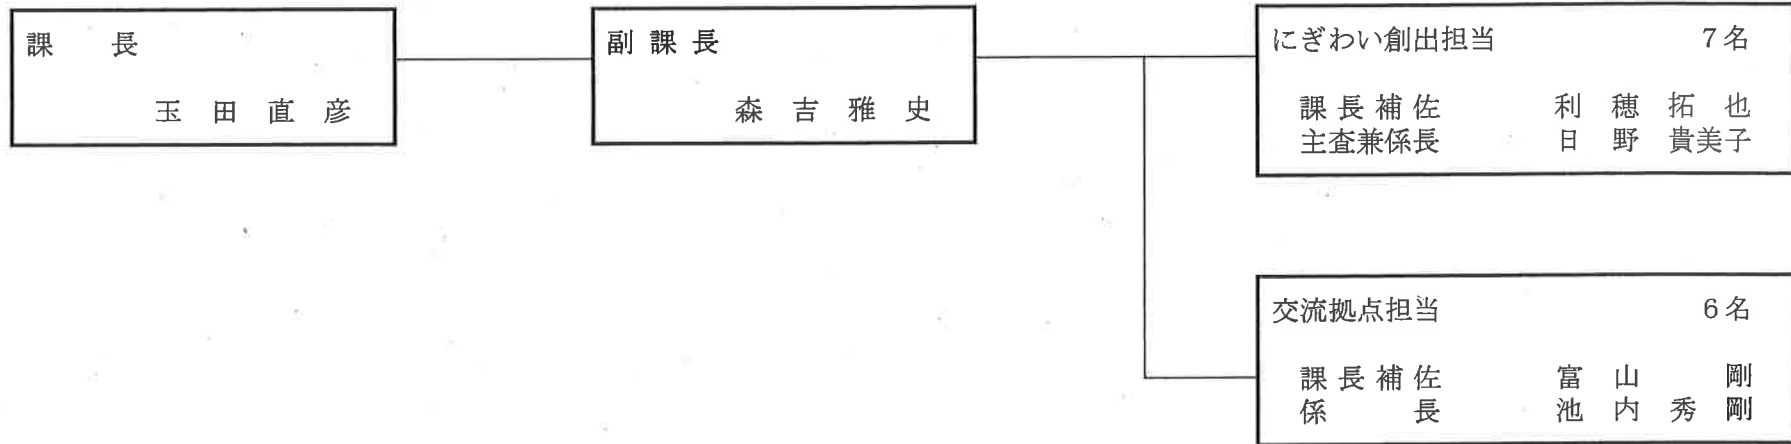 課 長
玉 田 直 彦
副 課 長
森 吉 雅 史
にぎわい創出担当 7名
課 長 補 佐 利 穂 拓 也
主査兼係長 日 野 貴美子
交流拠点担当 6名
課 長 補 佐 富 山 剛
係 長 池 内 秀 剛